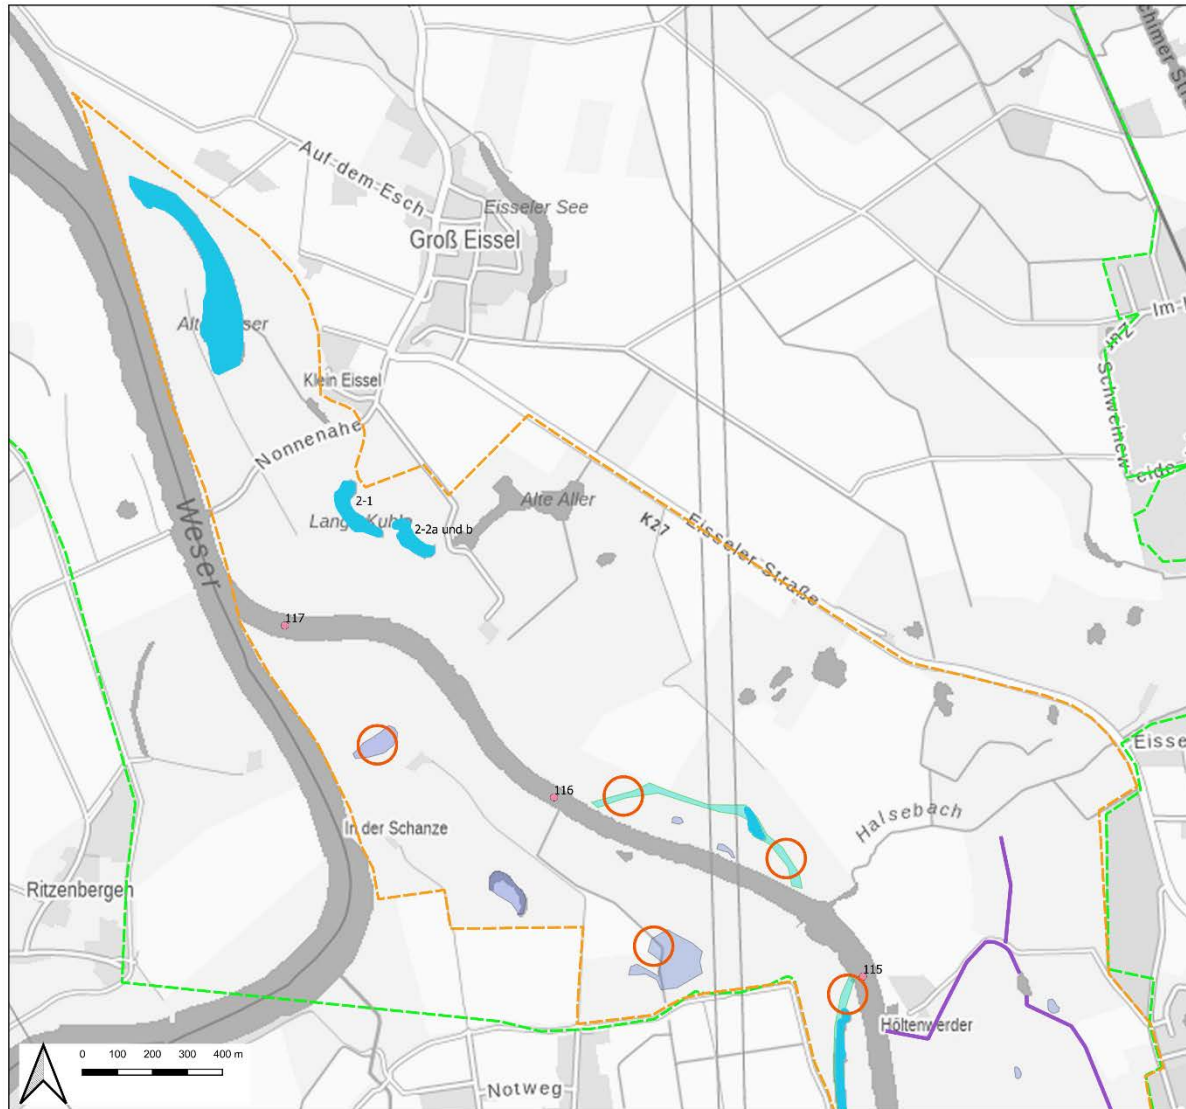 Auf-dem-Esch
Eisseler See
Groß Eissel
Im-
Zur
Schweinew
eide
Klein Eissel
Nonnenahe
2-1
2-2a und b
Alte Aller
K27
Eisseler Straße
Weser
117
116
In der Schanze
Halsebach
Eisse
Ritzenbergen
115
Höltenwerder
0 100 200 300 400 m
Notweg